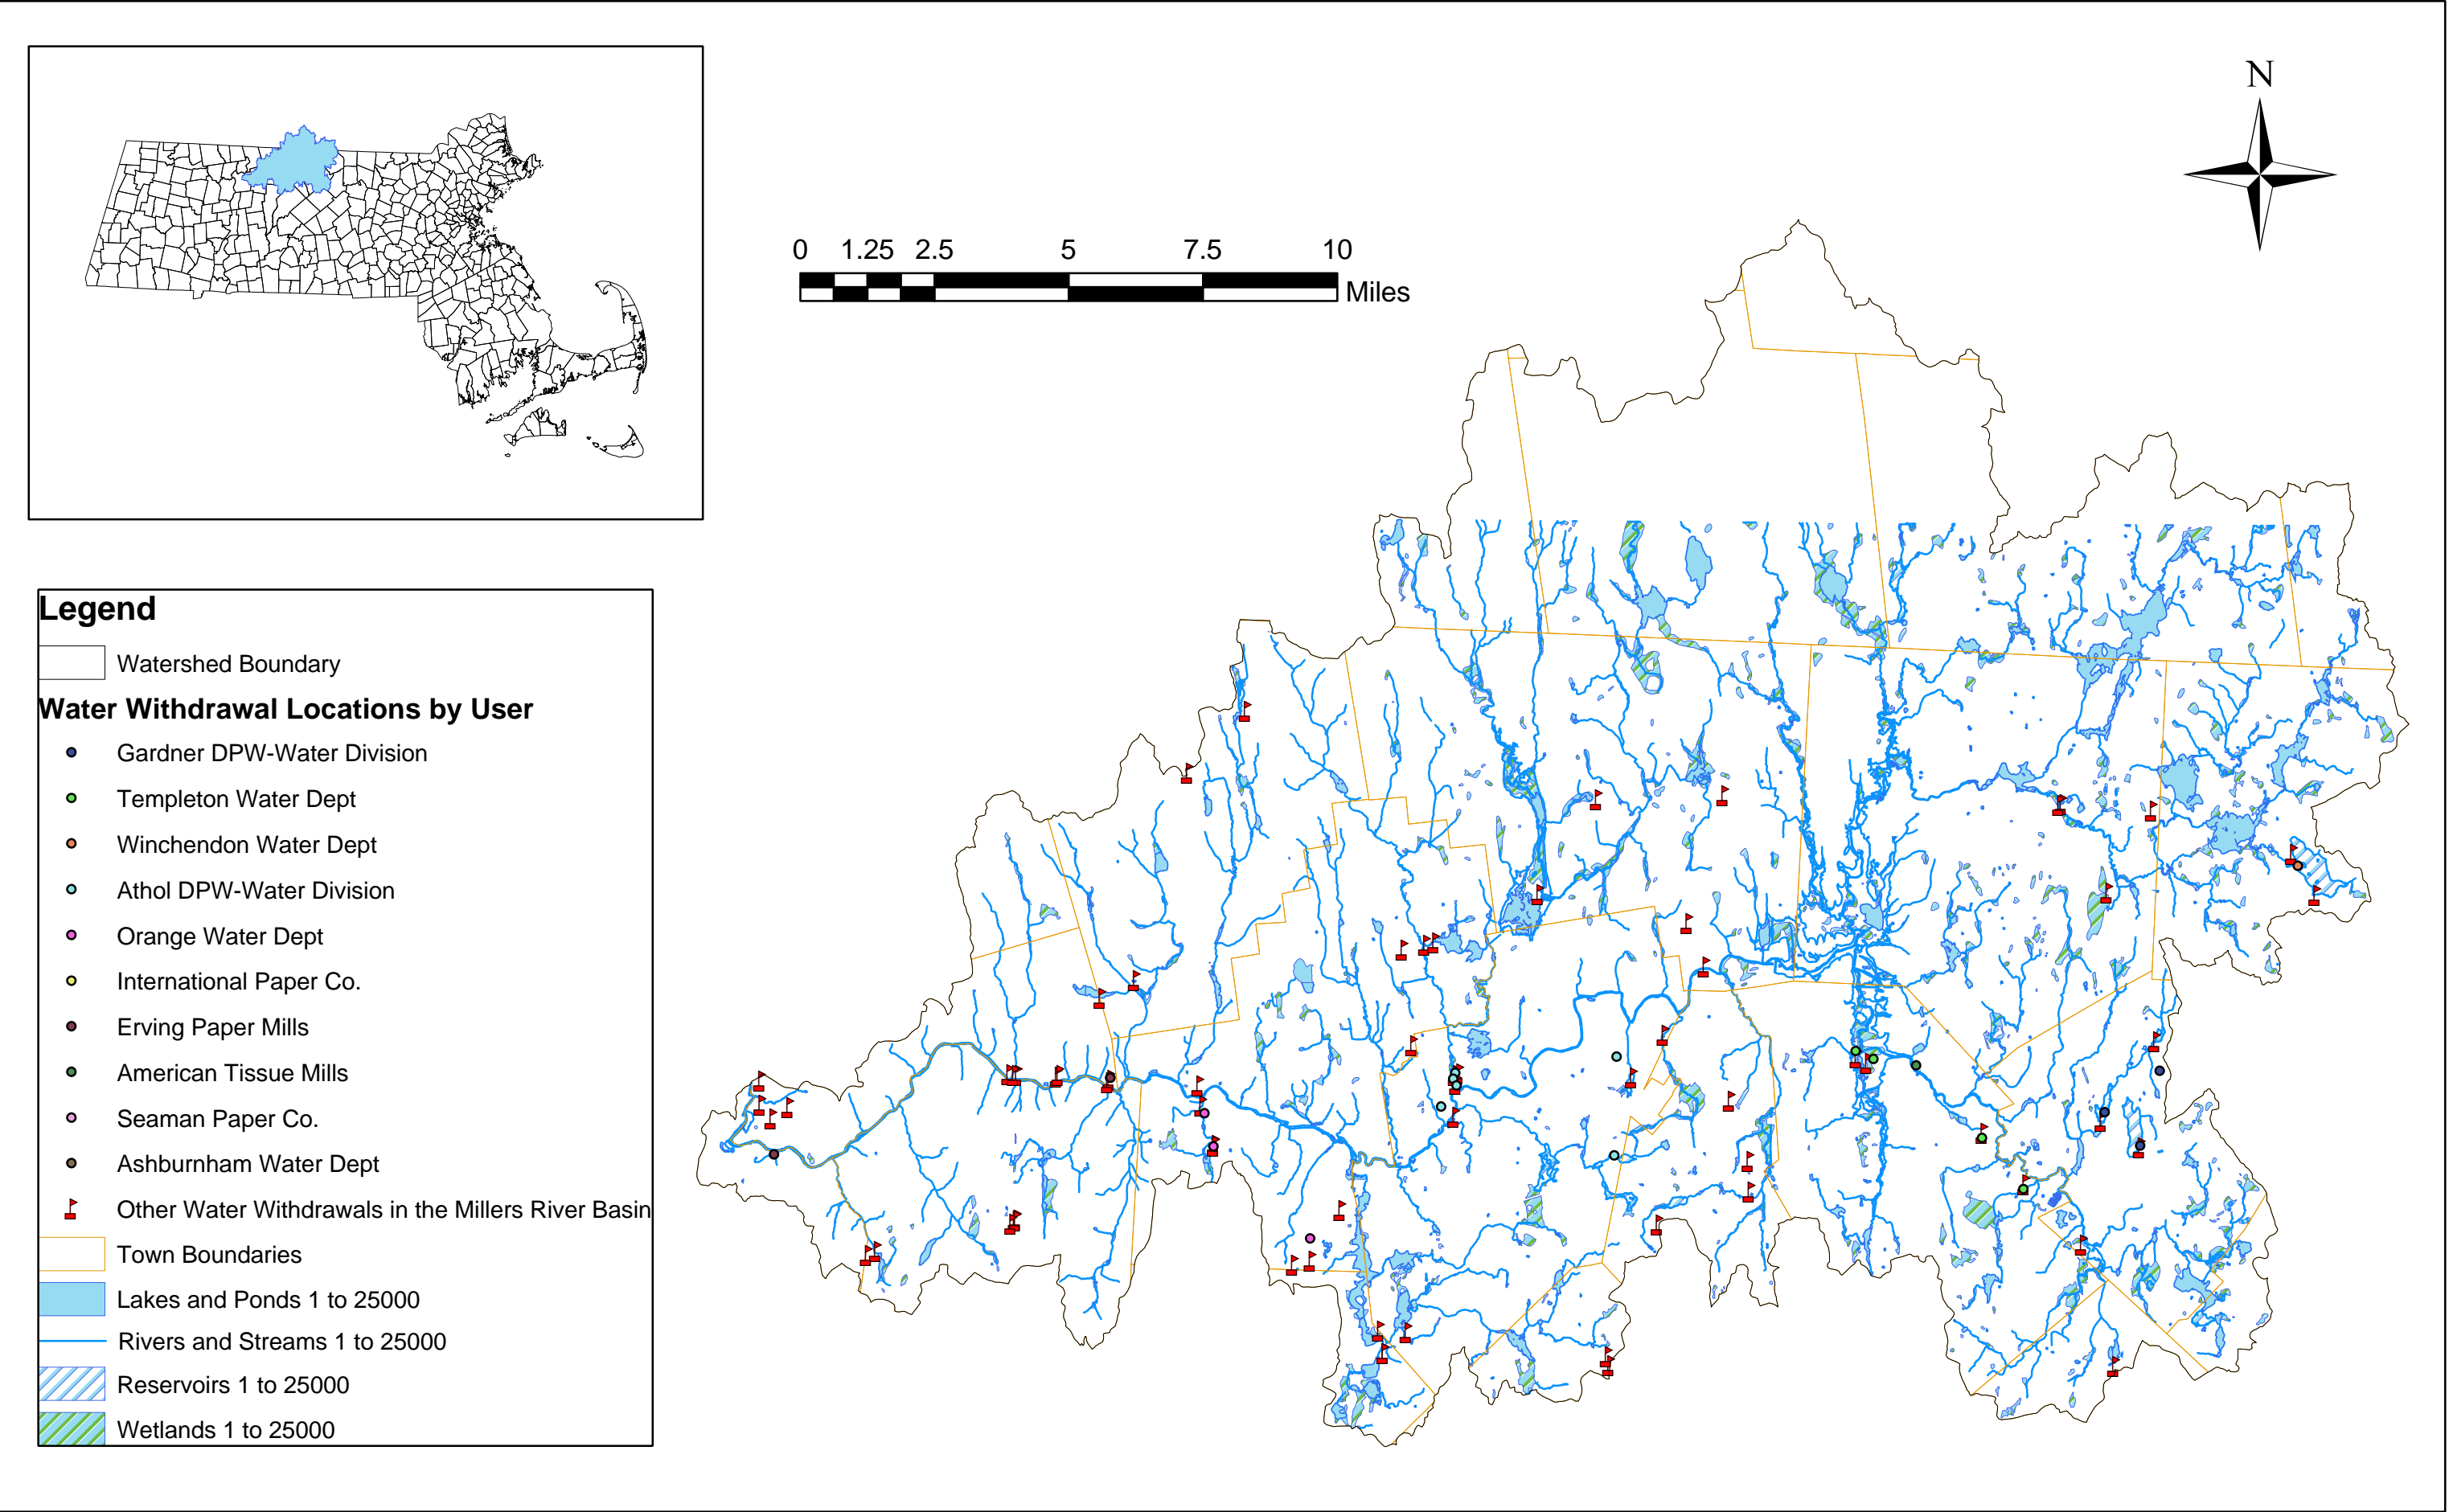 N
0 1.25 2.5 5 7.5 10
Miles
Legend
Watershed Boundary
Water Withdrawal Locations by User
Gardner DPW-Water Division
Templeton Water Dept
Winchendon Water Dept
Athol DPW-Water Division
Orange Water Dept
International Paper Co.
Erving Paper Mills
American Tissue Mills
Seaman Paper Co.
Ashburnham Water Dept
Other Water Withdrawals in the Millers River Basin
Town Boundaries
Lakes and Ponds 1 to 25000
Rivers and Streams 1 to 25000
Reservoirs 1 to 25000
Wetlands 1 to 25000